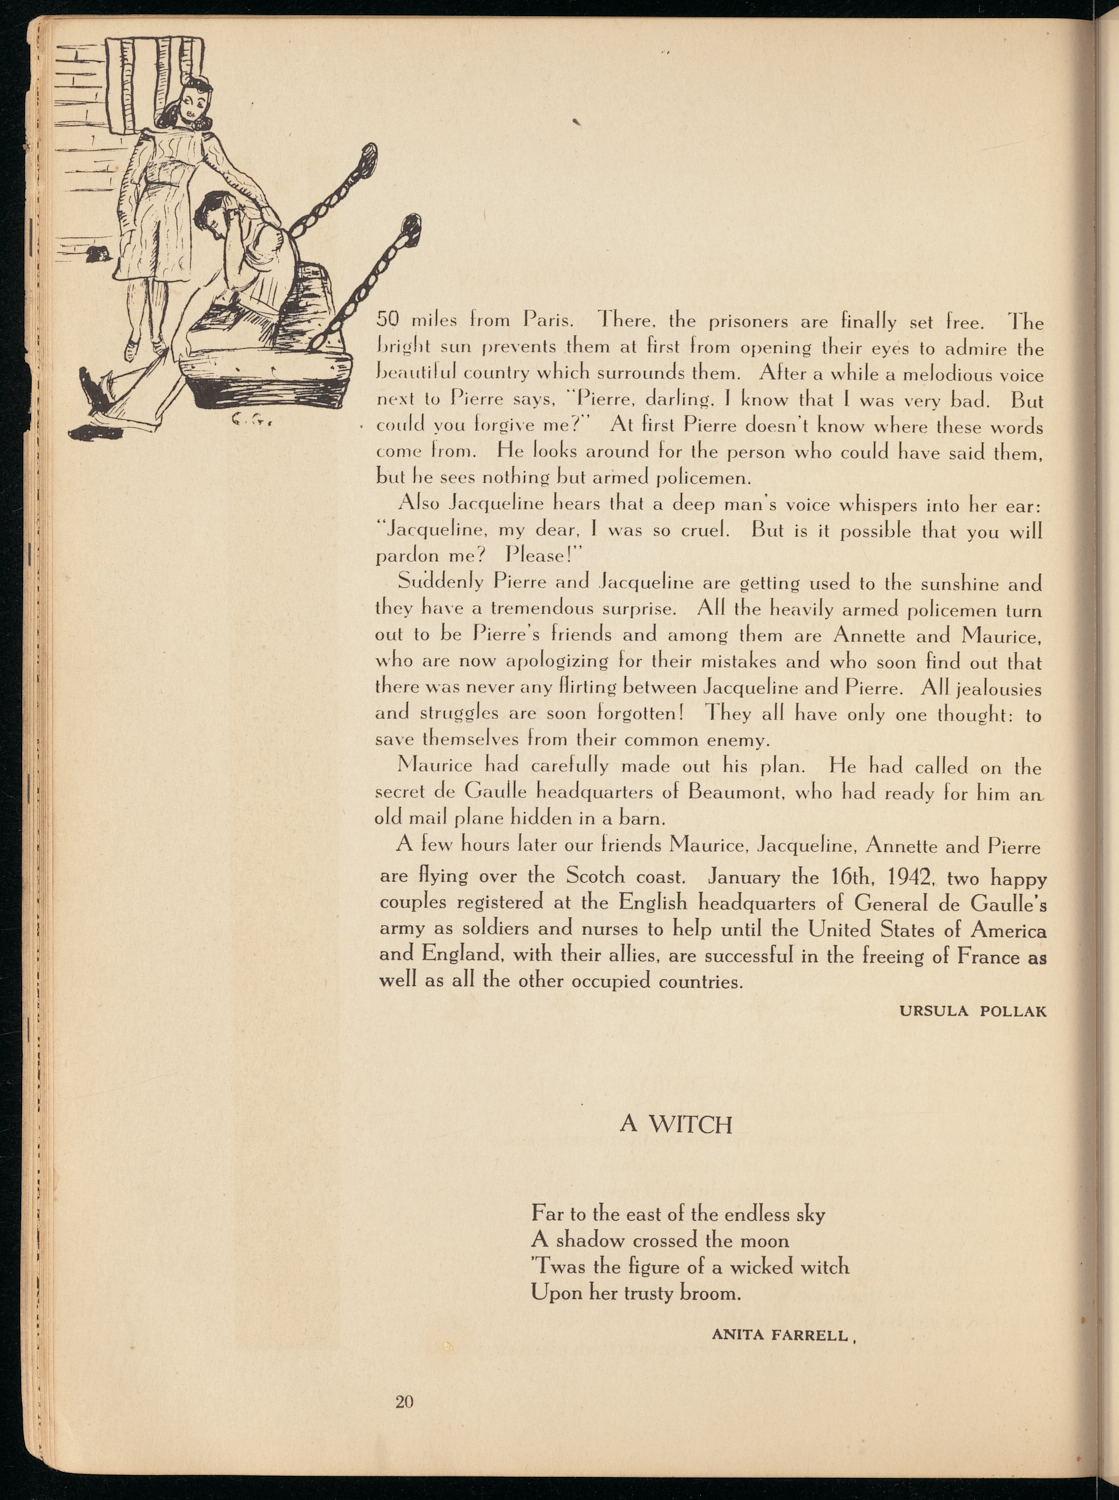 G. G.
50 miles from Paris. There, the prisoners are finally set free. The
bright sun prevents them at first from opening their eyes to admire the
beautiful country which surrounds them. After a while a melodious voice
next to Pierre says, "Pierre, darling, I know that I was very bad. But
could you forgive me?" At first Pierre doesn't know where these words
come from. He looks around for the person who could have said them,
but he sees nothing but armed policemen.
Also Jacqueline hears that a deep man's voice whispers into her ear:
"Jacqueline, my dear, I was so cruel. But is it possible that you will
pardon me? Please!"
Suddenly Pierre and Jacqueline are getting used to the sunshine and
they have a tremendous surprise. All the heavily armed policemen turn
out to be Pierre's friends and among them are Annette and Maurice,
who are now apologizing for their mistakes and who soon find out that
there was never any flirting between Jacqueline and Pierre. All jealousies
and struggles are soon forgotten! They all have only one thought: to
save themselves from their common enemy.
Maurice had carefully made out his plan. He had called on the
secret de Gaulle headquarters of Beaumont, who had ready for him an
old mail plane hidden in a barn.
A few hours later our friends Maurice, Jacqueline, Annette and Pierre
are flying over the Scotch coast. January the 16th, 1942, two happy
couples registered at the English headquarters of General de Gaulle's
army as soldiers and nurses to help until the United States of America
and England, with their allies, are successful in the freeing of France as
well as all the other occupied countries.
URSULA POLLAK
A WITCH
Far to the east of the endless sky
A shadow crossed the moon
'Twas the figure of a wicked witch
Upon her trusty broom.
ANITA FARRELL,
20